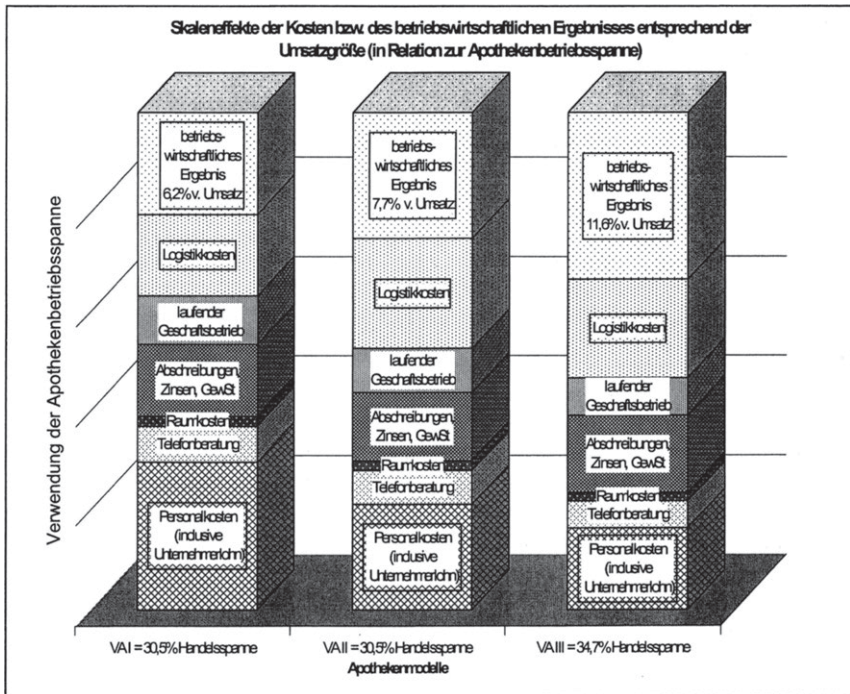 Skaleneffekte der Kosten bzw. des betriebswirtschaftlichen Ergebnisses entsprechend der
Umsatzgröße (in Relation zur Apothekenbetriebsspanne)
Verwendung der Apothekenbetriebsspanne
betriebs-
wirtschaftliches
Ergebnis
6,2% v. Umsatz
Logistikkosten
laufender
Geschaftsbetrieb
Abschreibungen,
Zinsen, GewSt
Raumkosten
Telefonberatung
Personalkosten
(inclusive
Unternehmerlohn)
betriebs-
wirtschaftliches
Ergebnis
7,7% v. Umsatz
Logistikkosten
laufender
Geschaftsbetrieb
Abschreibungen,
Zinsen, GewSt
Raumkosten
Telefonberatung
Personalkosten
(inclusive
Unternehmerlohn)
betriebs-
wirtschaftliches
Ergebnis
11,6% v. Umsatz
Logistikkosten
laufender
Geschaftsbetrieb
Abschreibungen,
Zinsen, GewSt
Raumkosten
Telefonberatung
Personalkosten
(inclusive
Unternehmerlohn)
VA I = 30,5% Handelsspanne
VA II = 30,5% Handelsspanne
VA III = 34,7% Handelsspanne
Apothekenmodelle